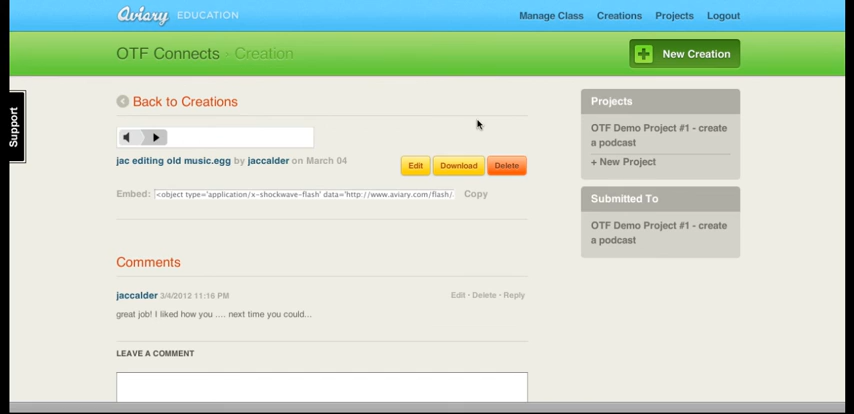 Aviary EDUCATION
Manage Class Creations Projects Logout
OTF Connects · Creation
New Creation
Support
Back to Creations
jac editing old music.egg by jaccalder on March 04
Edit Download Delete
Embed: <object type='application/x-shockwave-flash' data='http://www.aviary.com/flash/ Copy
Comments
jaccalder 3/4/2012 11:16 PM
Edit · Delete · Reply
great job! I liked how you .... next time you could...
LEAVE A COMMENT
Projects
OTF Demo Project #1 - create
a podcast
+ New Project
Submitted To
OTF Demo Project #1 - create
a podcast